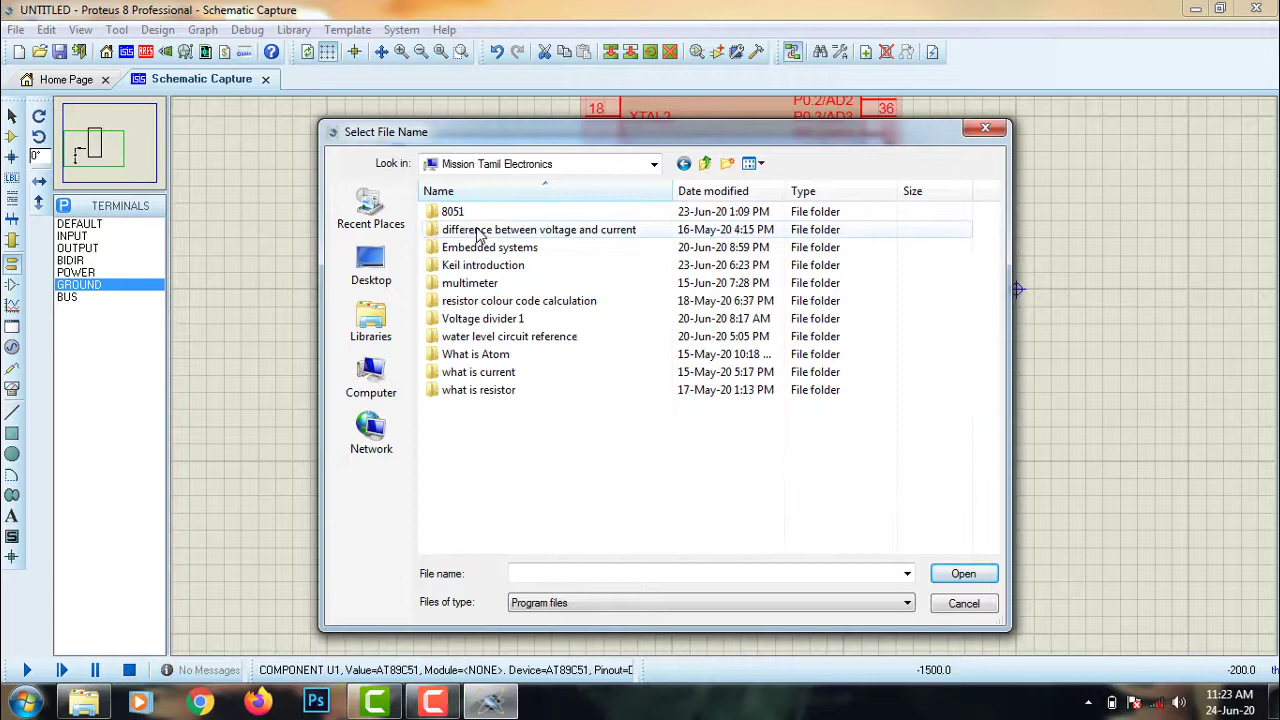 UNTITLED - Proteus 8 Professional - Schematic Capture
File Edit View Tool Design Graph Debug Library Template System Help
Home Page
Schematic Capture
18
XTAL2
P0.2/AD2
P0.3/AD3
36
Select File Name
Look in:
Mission Tamil Electronics
Name Date modified Type Size
8051 23-Jun-20 1:09 PM File folder
difference between voltage and current 16-May-20 4:15 PM File folder
Embedded systems 20-Jun-20 8:59 PM File folder
Keil introduction 23-Jun-20 6:23 PM File folder
multimeter 15-Jun-20 7:28 PM File folder
resistor colour code calculation 18-May-20 6:37 PM File folder
Voltage divider1 20-Jun-20 8:17 AM File folder
water level circuit reference 20-Jun-20 5:05 PM File folder
What is Atom 15-May-20 10:18 ... File folder
what is current 15-May-20 5:17 PM File folder
what is resistor 17-May-20 1:13 PM File folder
Recent Places
Desktop
Libraries
Computer
Network
File name:
Open
Files of type:
Program files
Cancel
0°
LBL
P
TERMINALS
DEFAULT
INPUT
OUTPUT
BIDIR
POWER
GROUND
BUS
A
No Messages
COMPONENT U1, Value=AT89C51, Module=<NONE>. Device=AT89C51, Pinout=D
-1500.0
-200.0
th
Ps
11:23 AM
24-Jun-20